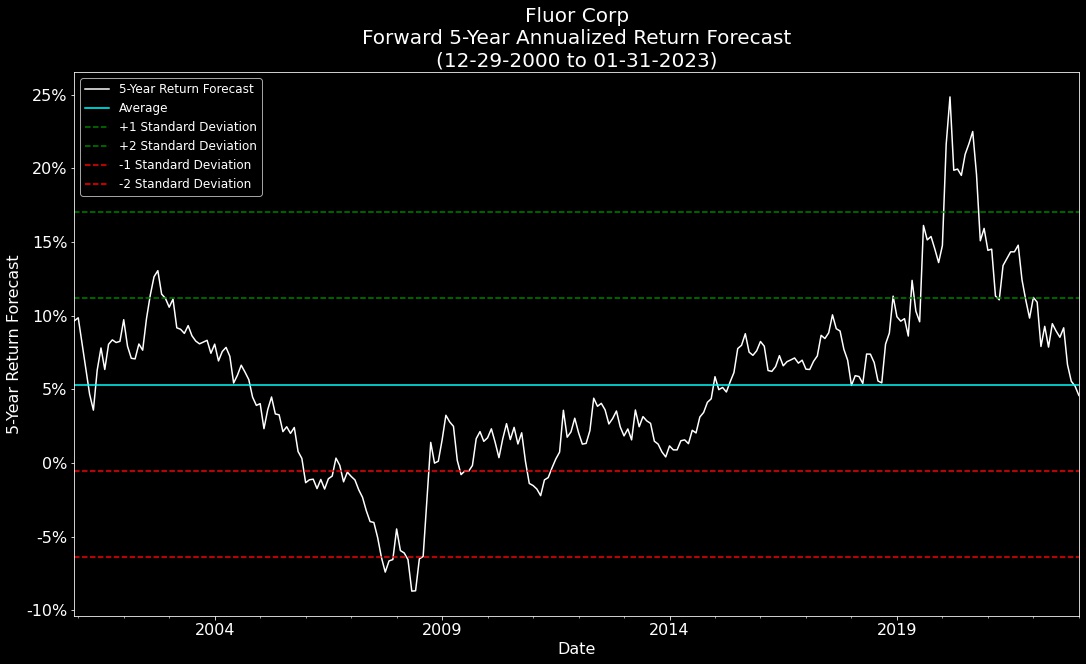 Fluor Corp
Forward 5-Year Annualized Return Forecast
(12-29-2000 to 01-31-2023)
5-Year Return Forecast
Average
+1 Standard Deviation
+2 Standard Deviation
-1 Standard Deviation
-2 Standard Deviation
25%
20%
15%
10%
5%
0%
-5%
-10%
5-Year Return Forecast
2004
2009
2014
2019
Date